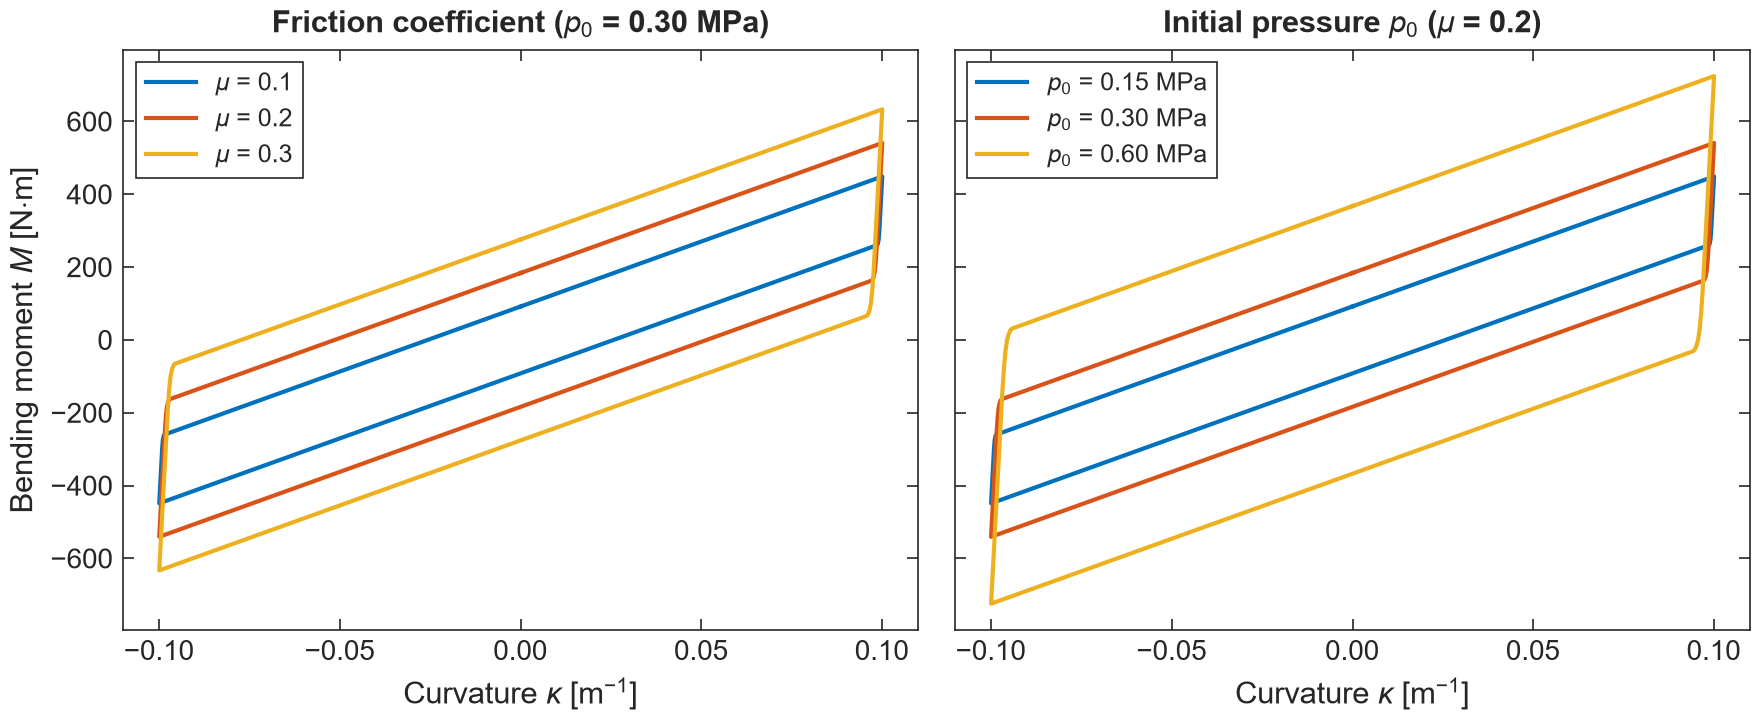 Friction coefficient (p₀ = 0.30 MPa)
μ = 0.1
μ = 0.2
μ = 0.3
600
400
200
0
−200
−400
−600
Bending moment M [N·m]
−0.10 −0.05 0.00 0.05 0.10
Curvature κ [m⁻¹]
Initial pressure p₀ (μ = 0.2)
p₀ = 0.15 MPa
p₀ = 0.30 MPa
p₀ = 0.60 MPa
−0.10 −0.05 0.00 0.05 0.10
Curvature κ [m⁻¹]